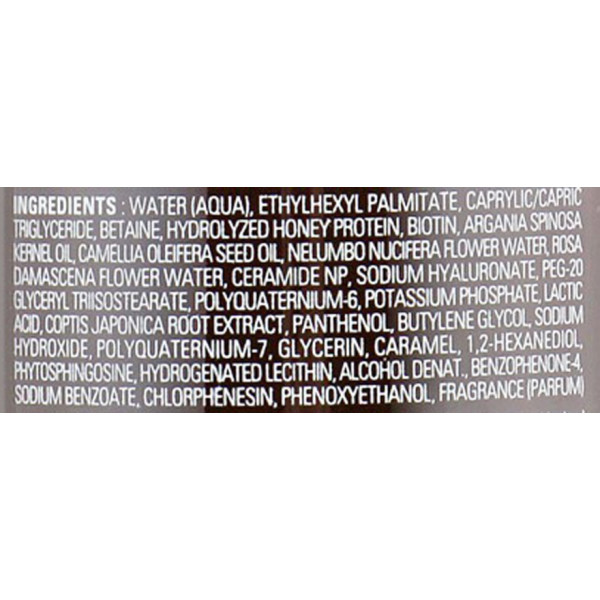 INGREDIENTS : WATER (AQUA), ETHYLHEXYL PALMITATE, CAPRYLIC/CAPRIC
TRIGLYCERIDE, BETAINE, HYDROLYZED HONEY PROTEIN, BIOTIN, ARGANIA SPINOSA
KERNEL OIL, CAMELLIA OLEIFERA SEED OIL, NELUMBO NUCIFERA FLOWER WATER, ROSA
DAMASCENA FLOWER WATER, CERAMIDE NP, SODIUM HYALURONATE, PEG-20
GLYCERYL TRIISOSTEARATE, POLYQUATERNIUM-6, POTASSIUM PHOSPHATE, LACTIC
ACID, COPTIS JAPONICA ROOT EXTRACT, PANTHENOL, BUTYLENE GLYCOL, SODIUM
HYDROXIDE, POLYQUATERNIUM-7, GLYCERIN, CARAMEL, 1,2-HEXANEDIOL,
PHYTOSPHINGOSINE, HYDROGENATED LECITHIN, ALCOHOL DENAT., BENZOPHENONE-4,
SODIUM BENZOATE, CHLORPHENESIN, PHENOXYETHANOL, FRAGRANCE (PARFUM)